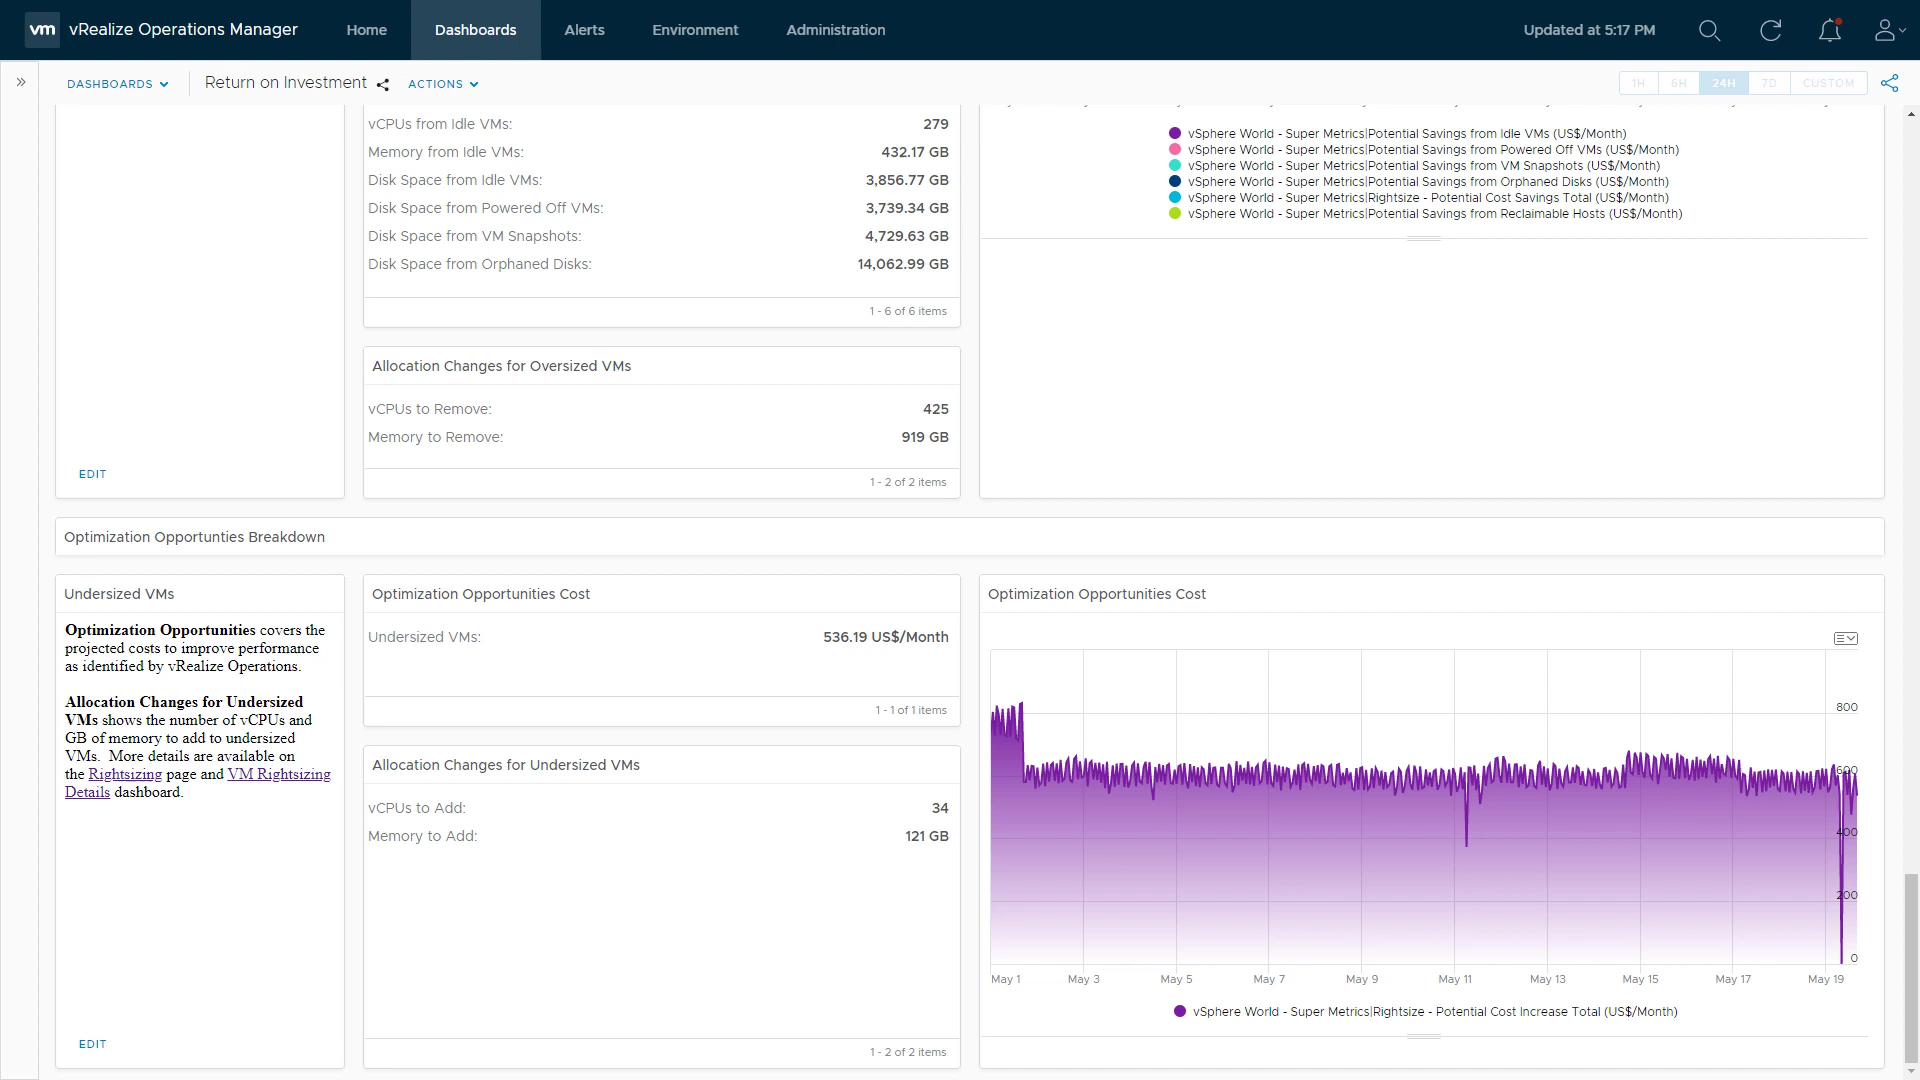 vm vRealize Operations Manager Home Dashboards Alerts Environment Administration Updated at 5:17 PM
DASHBOARDS Return on Investment ACTIONS 1H 6H 24H 7D CUSTOM
EDIT
vCPUs from Idle VMs: 279
Memory from Idle VMs: 432.17 GB
Disk Space from Idle VMs: 3,856.77 GB
Disk Space from Powered Off VMs: 3,739.34 GB
Disk Space from VM Snapshots: 4,729.63 GB
Disk Space from Orphaned Disks: 14,062.99 GB
1 - 6 of 6 items
Allocation Changes for Oversized VMs
vCPUs to Remove: 425
Memory to Remove: 919 GB
1 - 2 of 2 items
vSphere World - Super Metrics|Potential Savings from Idle VMs (US$/Month)
vSphere World - Super Metrics|Potential Savings from Powered Off VMs (US$/Month)
vSphere World - Super Metrics|Potential Savings from VM Snapshots (US$/Month)
vSphere World - Super Metrics|Potential Savings from Orphaned Disks (US$/Month)
vSphere World - Super Metrics|Rightsize - Potential Cost Savings Total (US$/Month)
vSphere World - Super Metrics|Potential Savings from Reclaimable Hosts (US$/Month)
Optimization Opportunties Breakdown
Undersized VMs
Optimization Opportunities covers the
projected costs to improve performance
as identified by vRealize Operations.
Allocation Changes for Undersized
VMs shows the number of vCPUs and
GB of memory to add to undersized
VMs. More details are available on
the Rightsizing page and VM Rightsizing
Details dashboard.
EDIT
Optimization Opportunities Cost
Undersized VMs: 536.19 US$/Month
1 - 1 of 1 items
Allocation Changes for Undersized VMs
vCPUs to Add: 34
Memory to Add: 121 GB
1 - 2 of 2 items
Optimization Opportunities Cost
800
600
400
200
0
May 1 May 3 May 5 May 7 May 9 May 11 May 13 May 15 May 17 May 19
vSphere World - Super Metrics|Rightsize - Potential Cost Increase Total (US$/Month)